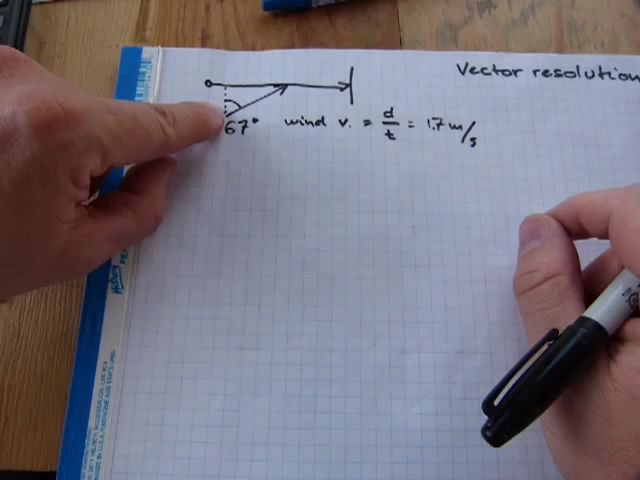 Vector resolution
67° wind v. = d/t = 1.7 m/s